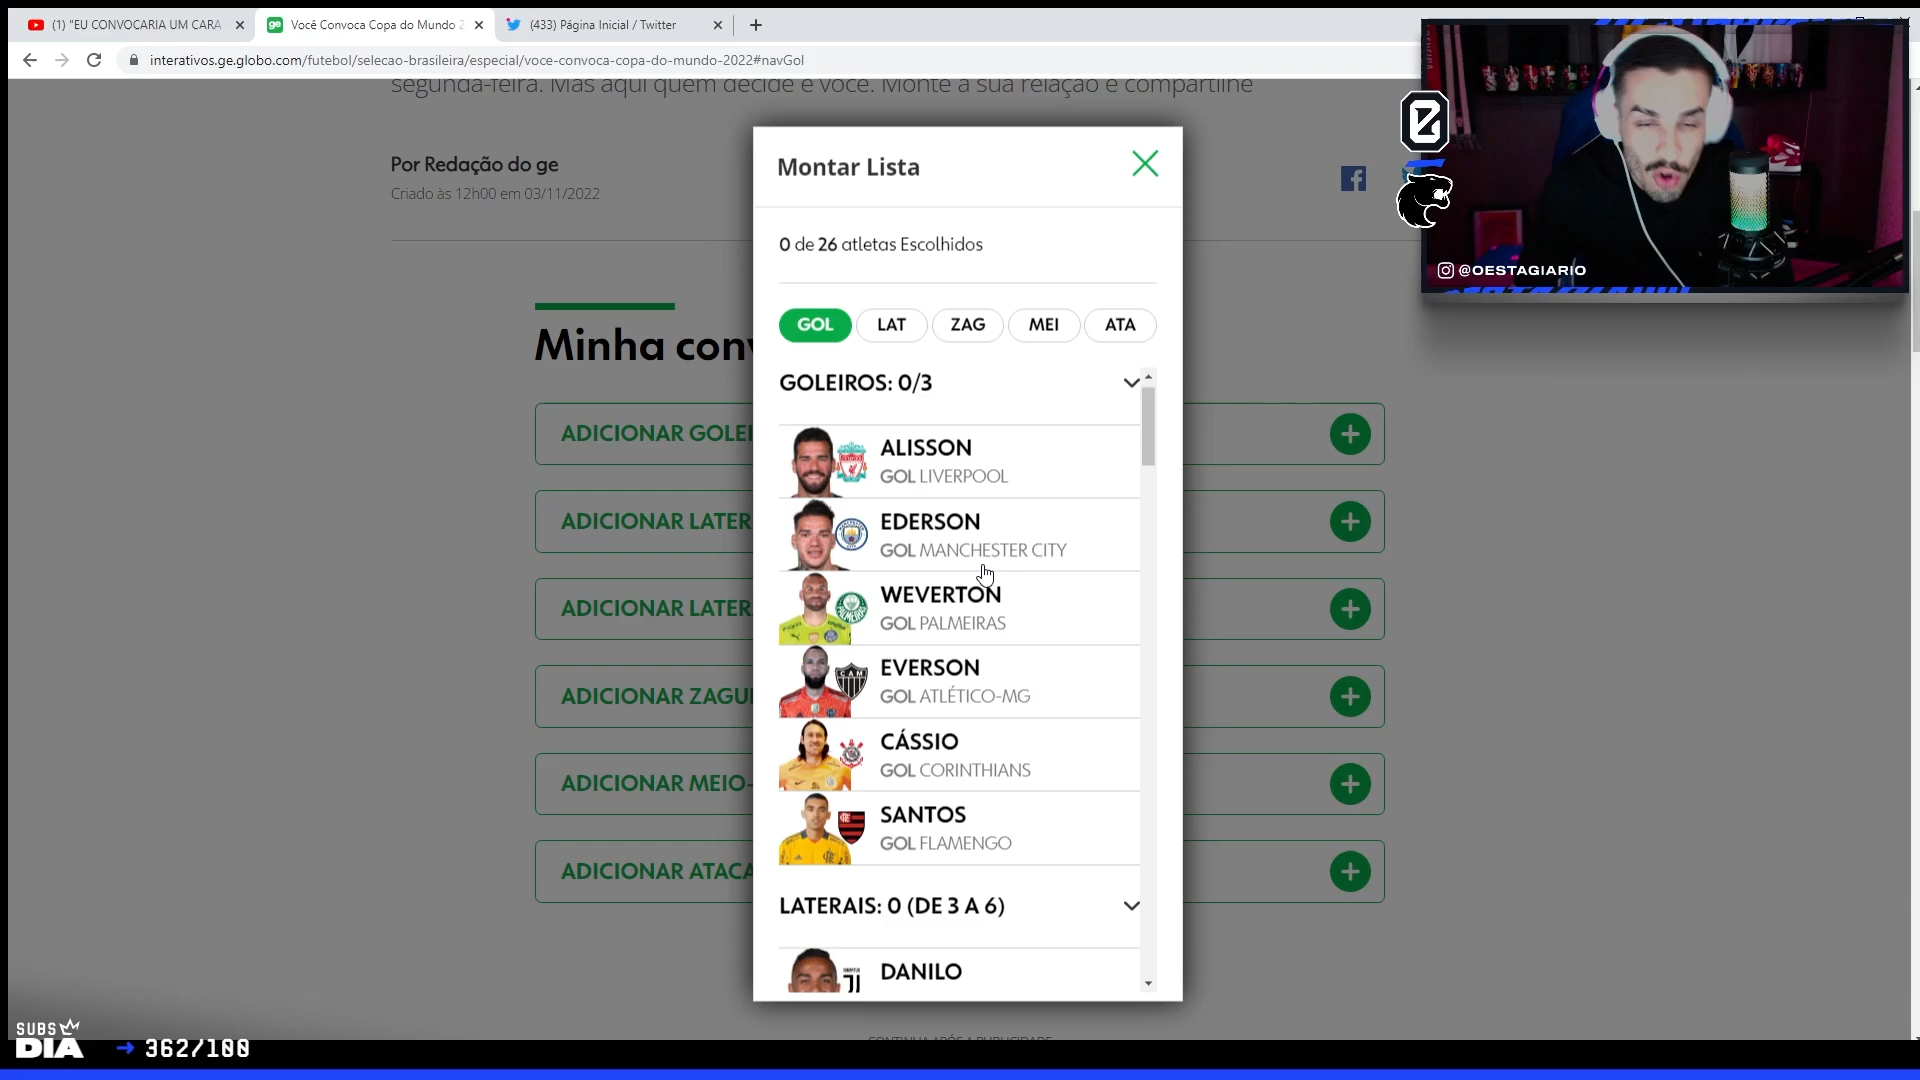 (1) "EU CONVOCARIA UM CARA
Você Convoca Copa do Mundo 2
(433) Página Inicial / Twitter
interativos.ge.globo.com/futebol/selecao-brasileira/especial/voce-convoca-copa-do-mundo-2022#navGol
segunda-feira. Mas aqui quem decide é você. Monte a sua relação e compartilhe
Por Redação do ge
Criado às 12h00 em 03/11/2022
Minha conv
ADICIONAR GOLEI
ADICIONAR LATER
ADICIONAR LATER
ADICIONAR ZAGU
ADICIONAR MEIO-
ADICIONAR ATACA
Montar Lista
0 de 26 atletas Escolhidos
GOL
LAT
ZAG
MEI
ATA
GOLEIROS: 0/3
ALISSON
GOL LIVERPOOL
EDERSON
GOL MANCHESTER CITY
WEVERTON
GOL PALMEIRAS
EVERSON
GOL ATLÉTICO-MG
CÁSSIO
GOL CORINTHIANS
SANTOS
GOL FLAMENGO
LATERAIS: 0 (DE 3 A 6)
DANILO
@OESTAGIARIO
SUBS
DIA
362/100